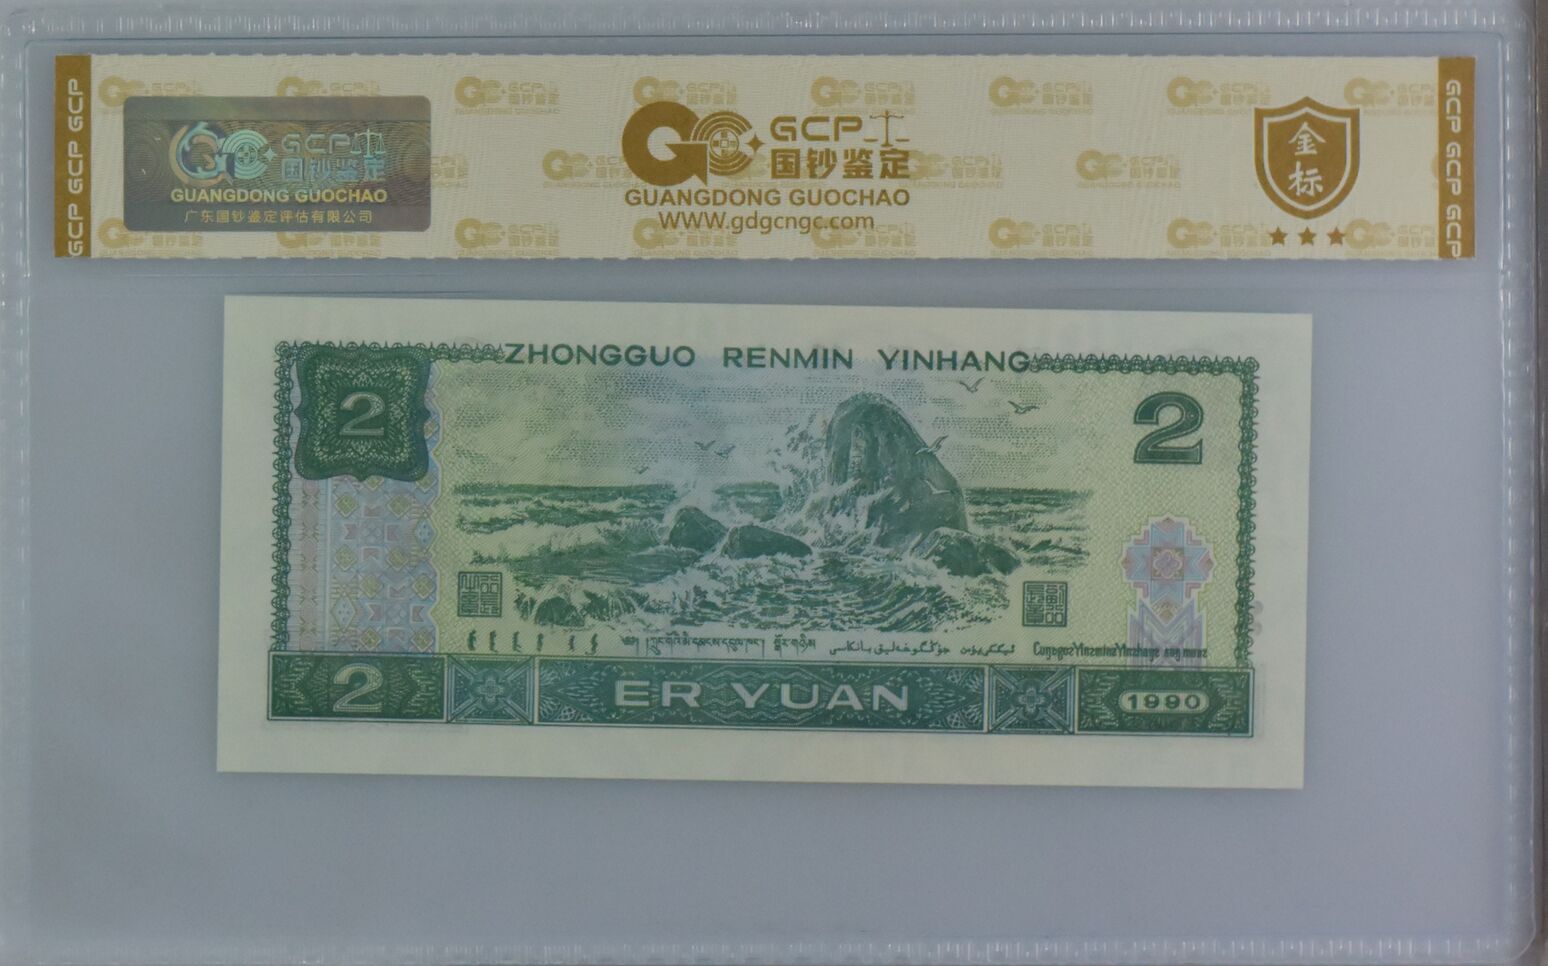 GCP GCP GCP
GCP
国钞鉴定
GUANGDONG GUOCHAO
广东国钞鉴定评估有限公司
GCP
国钞鉴定
GUANGDONG GUOCHAO
WWW.gdgcngc.com
金
标
GCP GCP GCP GCP
ZHONGGUO RENMIN YINHANG
2
2
2
ER YUAN
1990